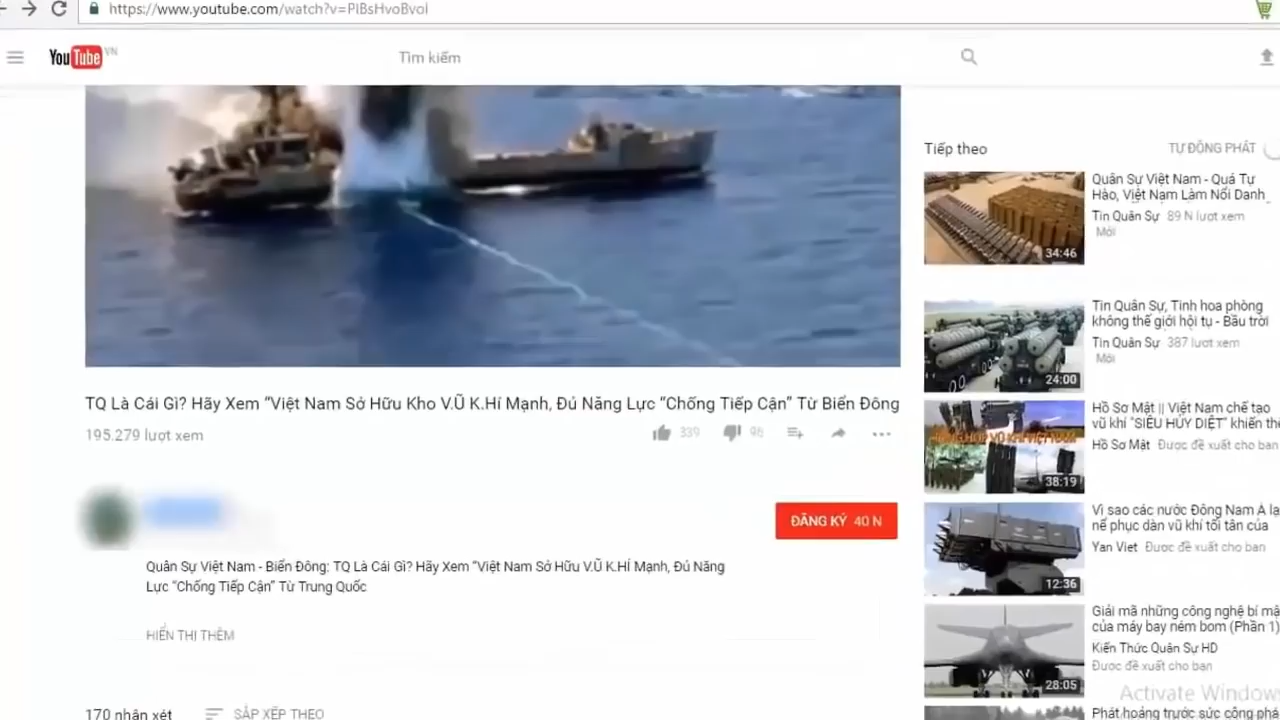 https://www.youtube.com/watch?v=PlBsHvoBvoI
YouTube VN
Tìm kiếm
TQ Là Cái Gì? Hãy Xem “Việt Nam Sở Hữu Kho V.Ũ K.Hí Mạnh, Đủ Năng Lực “Chống Tiếp Cận” Từ Biển Đông
195.279 lượt xem
339
96
ĐĂNG KÝ 40 N
Quân Sự Việt Nam - Biển Đông: TQ Là Cái Gì? Hãy Xem “Việt Nam Sở Hữu V.Ũ K.Hí Mạnh, Đủ Năng
Lực “Chống Tiếp Cận” Từ Trung Quốc
HIỂN THỊ THÊM
170 nhận xét
SẮP XẾP THEO
Tiếp theo
TỰ ĐỘNG PHÁT
Quân Sự Việt Nam - Quá Tự
Hào, Việt Nam Làm Nổi Danh
Tin Quân Sự 89 N lượt xem
Mới
34:46
Tin Quân Sự, Tinh hoa phòng
không thế giới hội tụ - Bầu trời
Tin Quân Sự 387 lượt xem
Mới
24:00
Hồ Sơ Mật || Việt Nam chế tạo
vũ khí "SIÊU HỦY DIỆT" khiến thế
Hồ Sơ Mật Được đề xuất cho bạn
VŨ KHÍ VIỆT NAM
38:19
Vì sao các nước Đông Nam Á lạ
nể phục dàn vũ khí tối tân của
Yan Viet Được đề xuất cho bạn
12:36
Giải mã những công nghệ bí mậ
của máy bay ném bom (Phần 1)
Kiến Thức Quân Sự HD
Được đề xuất cho bạn
28:05
Activate Window
Phát hoảng trước sức công phá